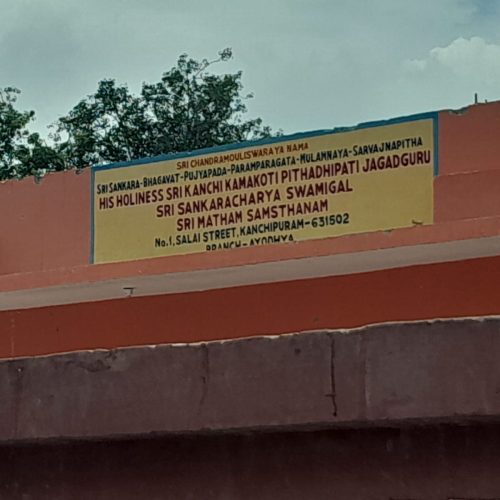 SRI CHANDRAMOULISWARAYA NAMA
SRI SANKARA-BHAGAVAT-PUJYAPADA-PARAMPARAGATA-MULAMNAYA-SARVAJNAPITHA
HIS HOLINESS SRI KANCHI KAMAKOTI PITHADHIPATI JAGADGURU
SRI SANKARACHARYA SWAMIGAL
SRI MATHAM SAMSTHANAM
No.1, SALAI STREET, KANCHIPURAM-631502
BRANCH-AYODHYA